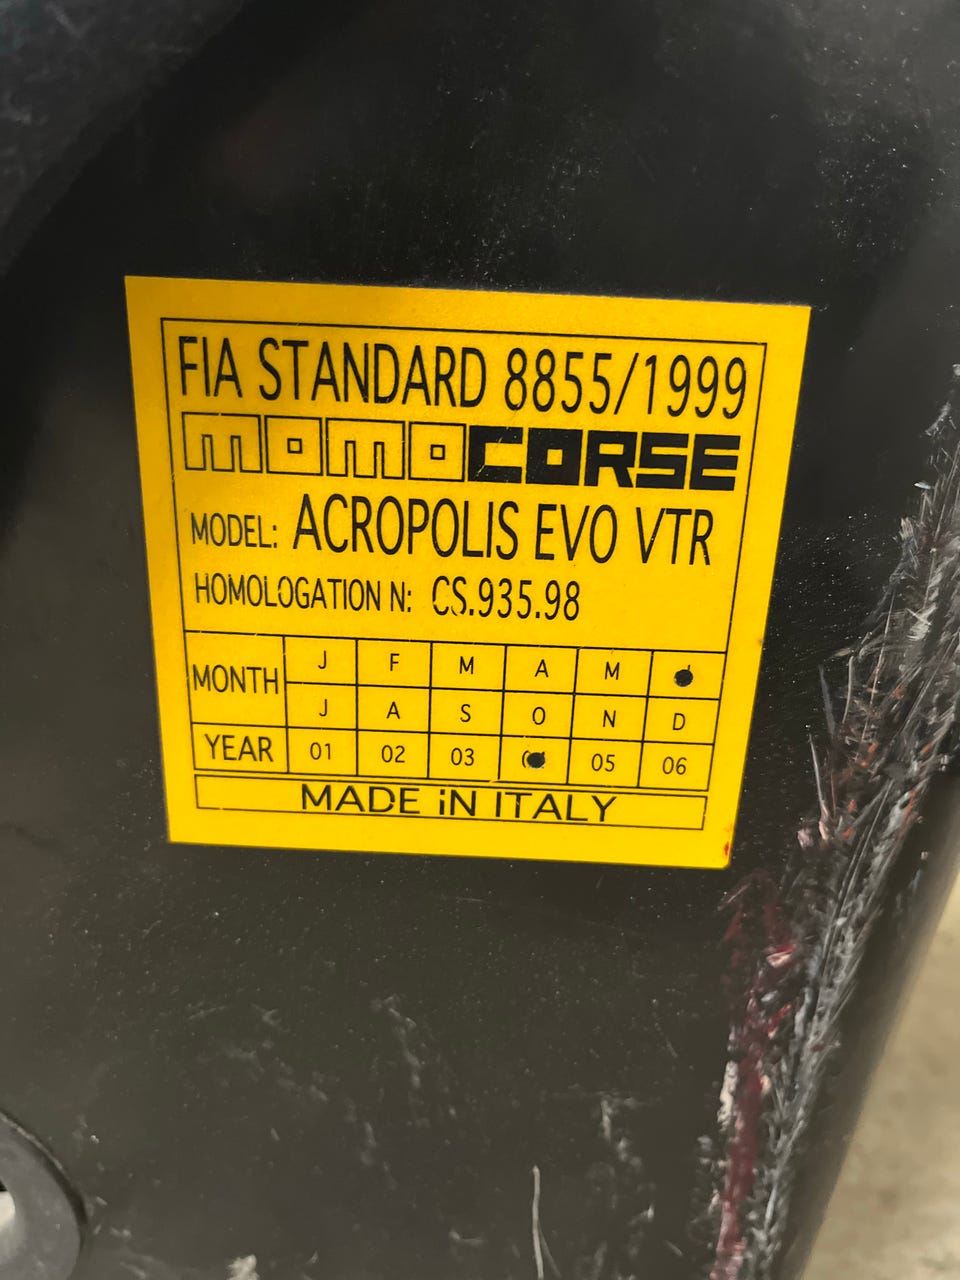 FIA STANDARD 8855/1999
MOMOCORSE
MODEL: ACROPOLIS EVO VTR
HOMOLOGATION N: CS.935.98
MONTH
J F M A M
J A S O N D
YEAR 01 02 03 05 06
MADE iN ITALY